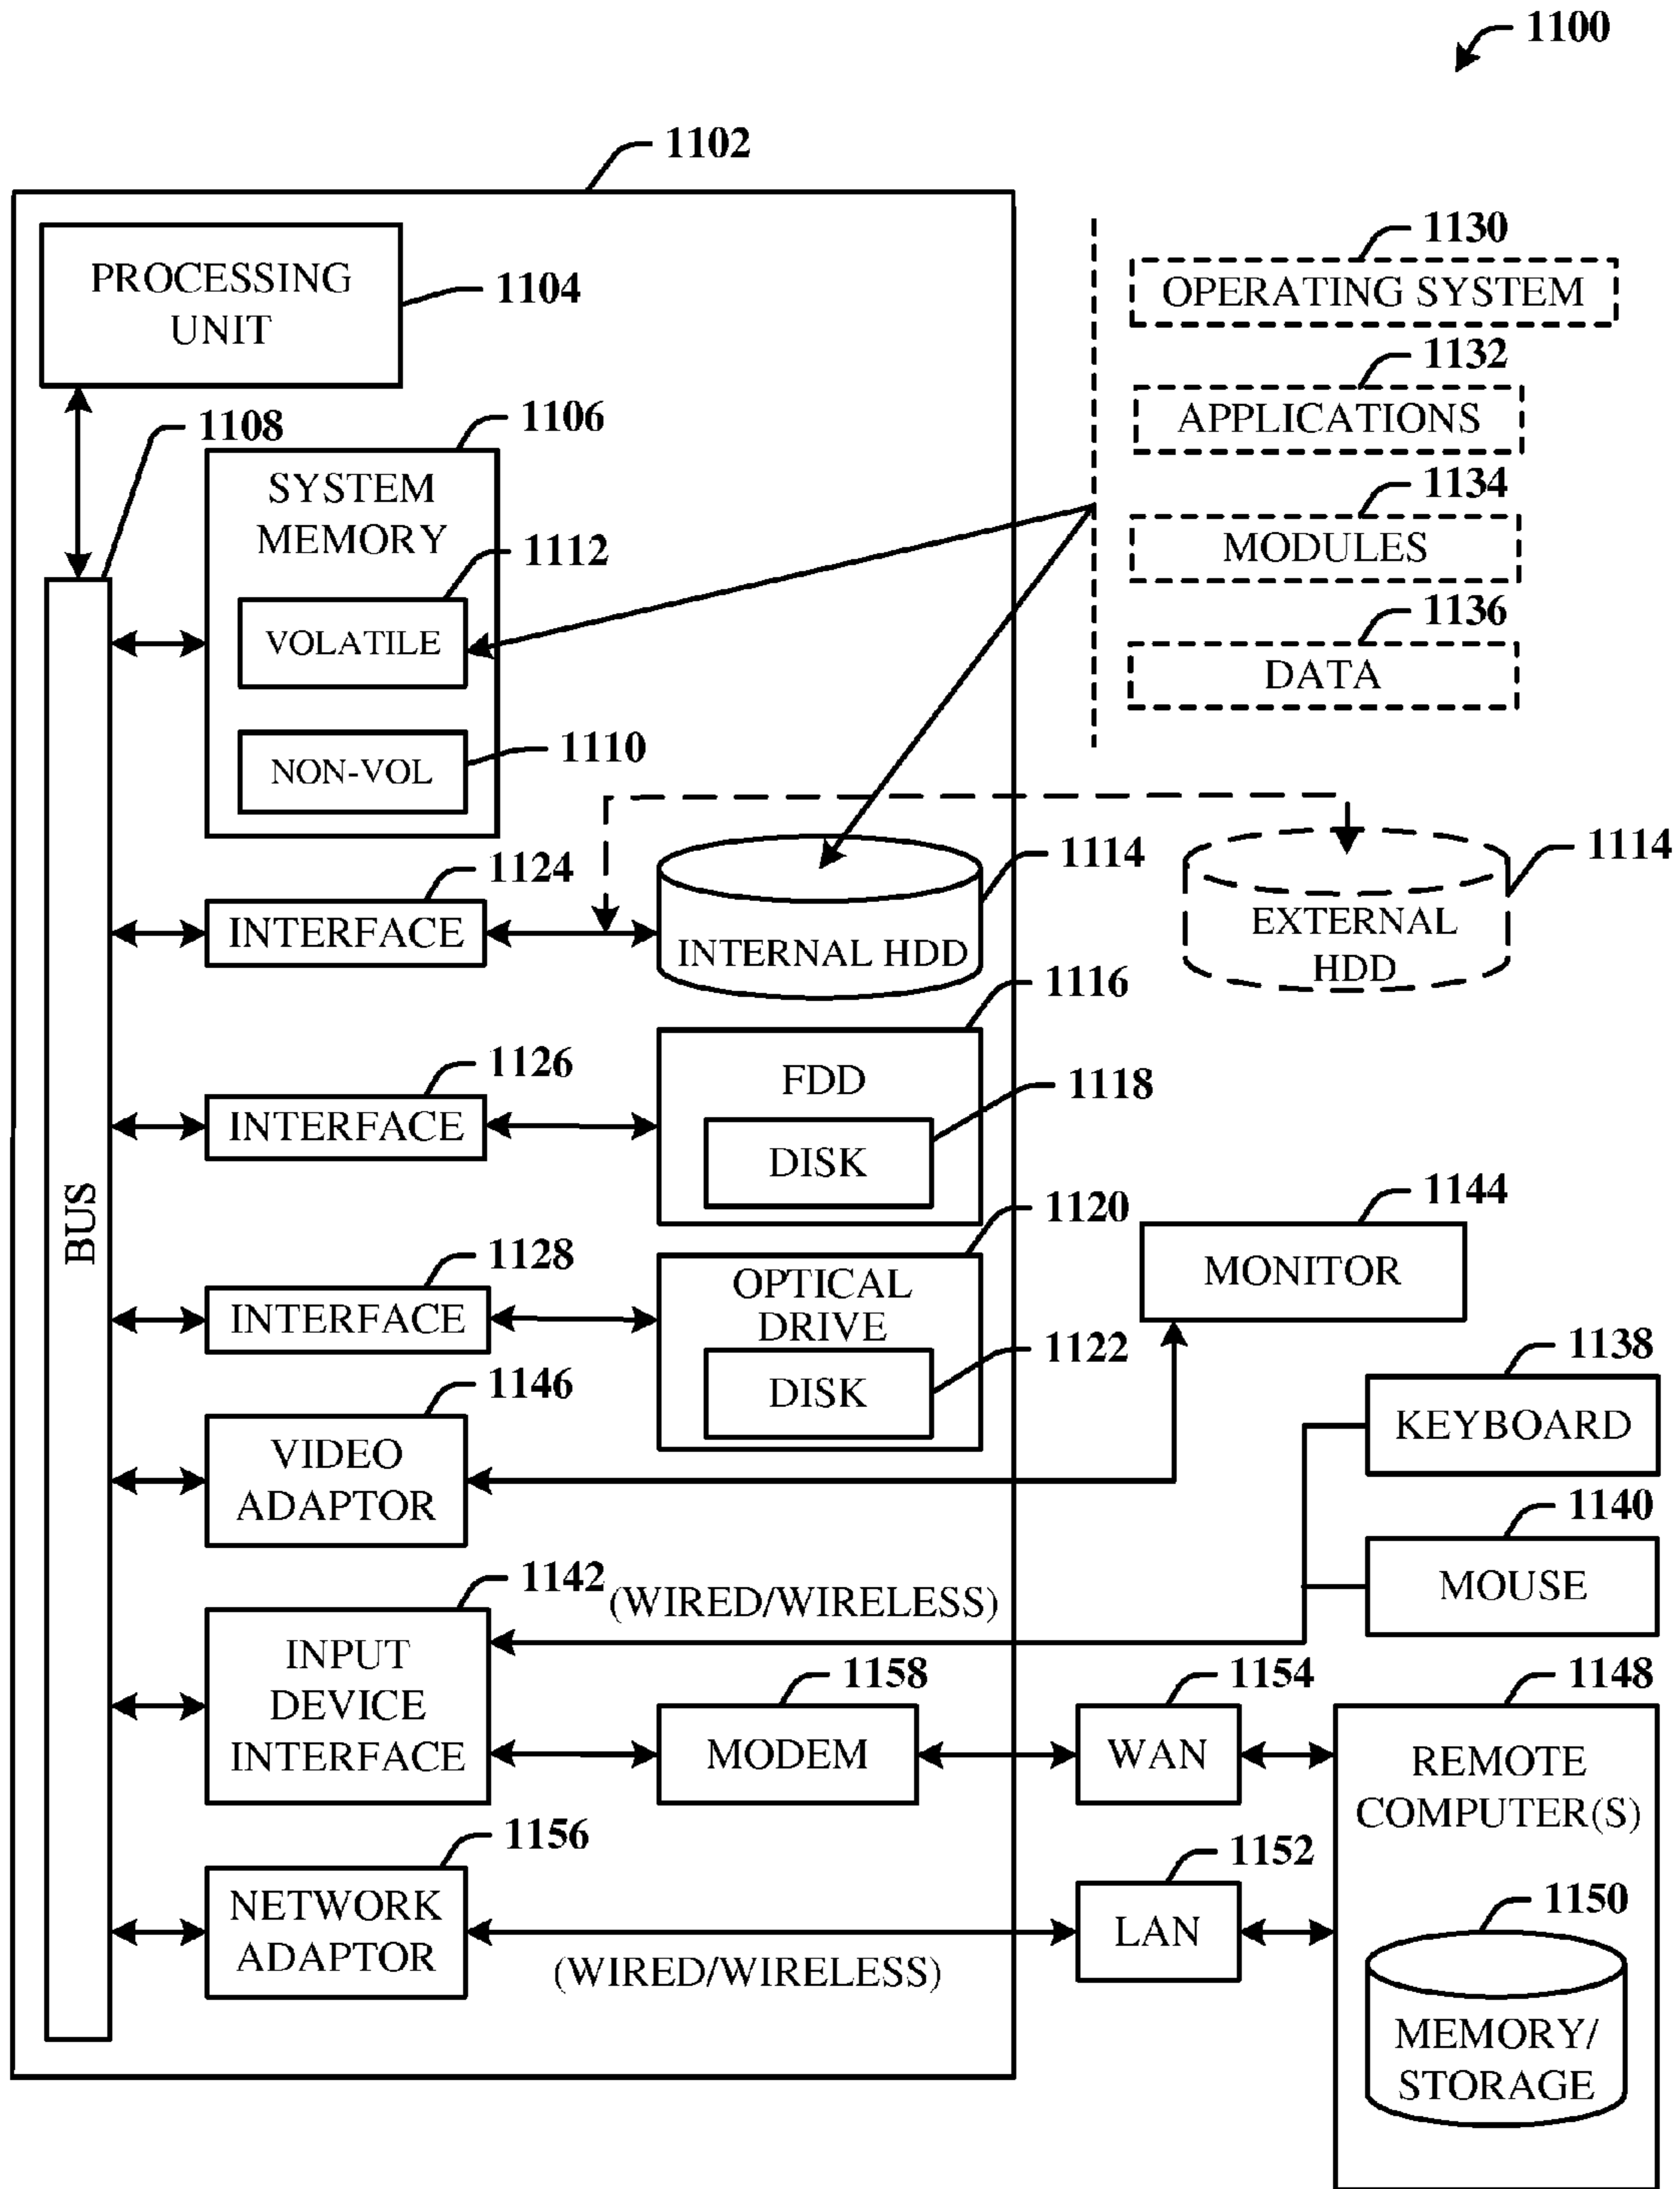 1100
1102
PROCESSING
UNIT
1104
1130
OPERATING SYSTEM
1132
APPLICATIONS
1134
MODULES
1136
DATA
1108
1106
SYSTEM
MEMORY
1112
VOLATILE
1110
NON-VOL
1124
INTERFACE
1114
INTERNAL HDD
1114
EXTERNAL
HDD
1126
INTERFACE
1116
FDD
1118
DISK
BUS
1128
INTERFACE
1120
OPTICAL
DRIVE
1122
DISK
1144
MONITOR
1146
VIDEO
ADAPTOR
1138
KEYBOARD
1140
MOUSE
1142
(WIRED/WIRELESS)
INPUT
DEVICE
INTERFACE
1158
MODEM
1154
WAN
1148
REMOTE
COMPUTER(S)
1156
NETWORK
ADAPTOR
(WIRED/WIRELESS)
1152
LAN
1150
MEMORY/
STORAGE